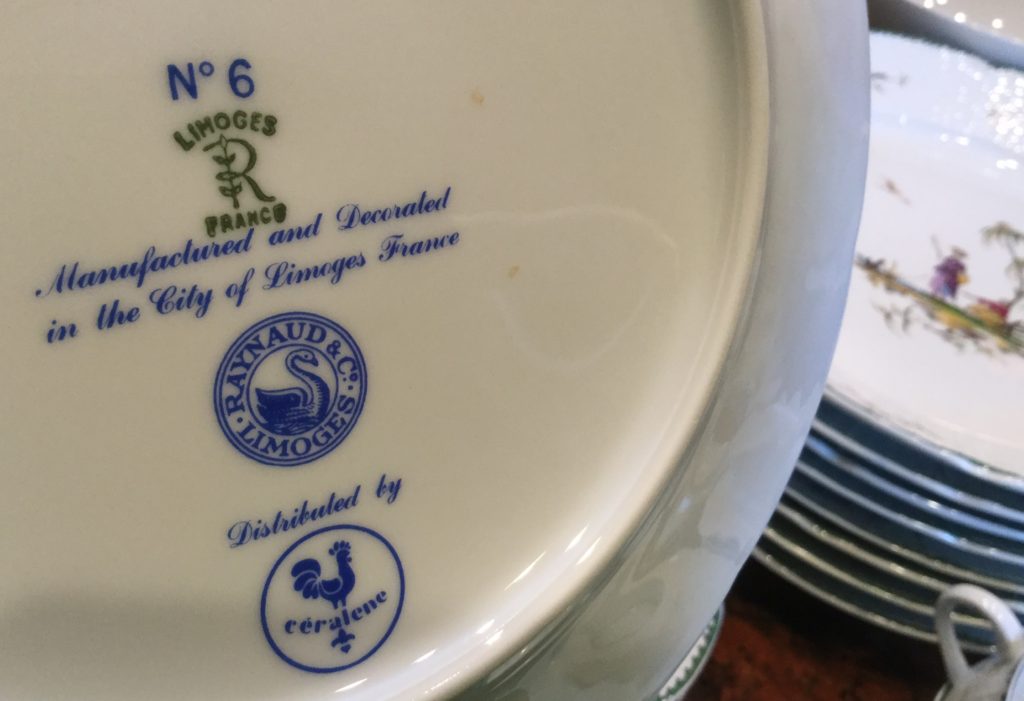 N° 6
LIMOGES
R
FRANCE
Manufactured and Decorated
in the City of Limoges France
RAYNAUD & Co.
· LIMOGES ·
Distributed by
céralene